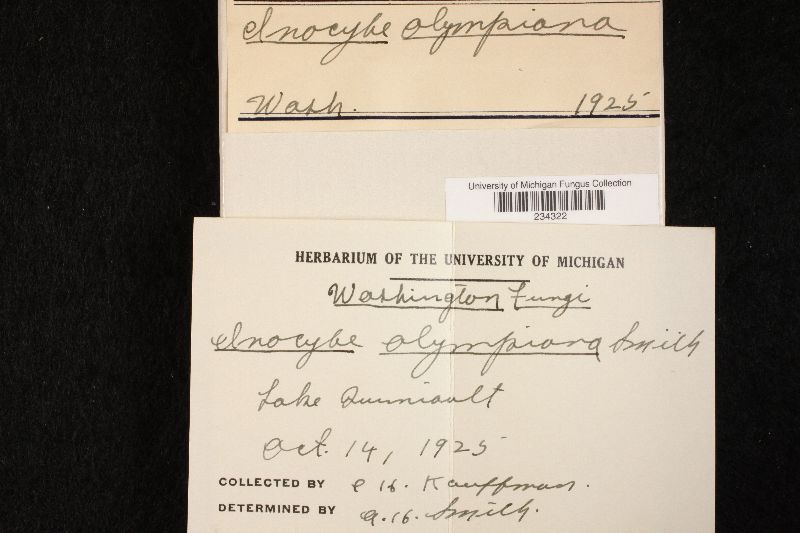 Inocybe olympiana
Wash. 1925
University of Michigan Fungus Collection
234322
HERBARIUM OF THE UNIVERSITY OF MICHIGAN
Washington Fungi
Inocybe olympiana Smith
Lake Quiniault
Oct. 14, 1925
COLLECTED BY C H. Kauffman.
DETERMINED BY A. H. Smith.